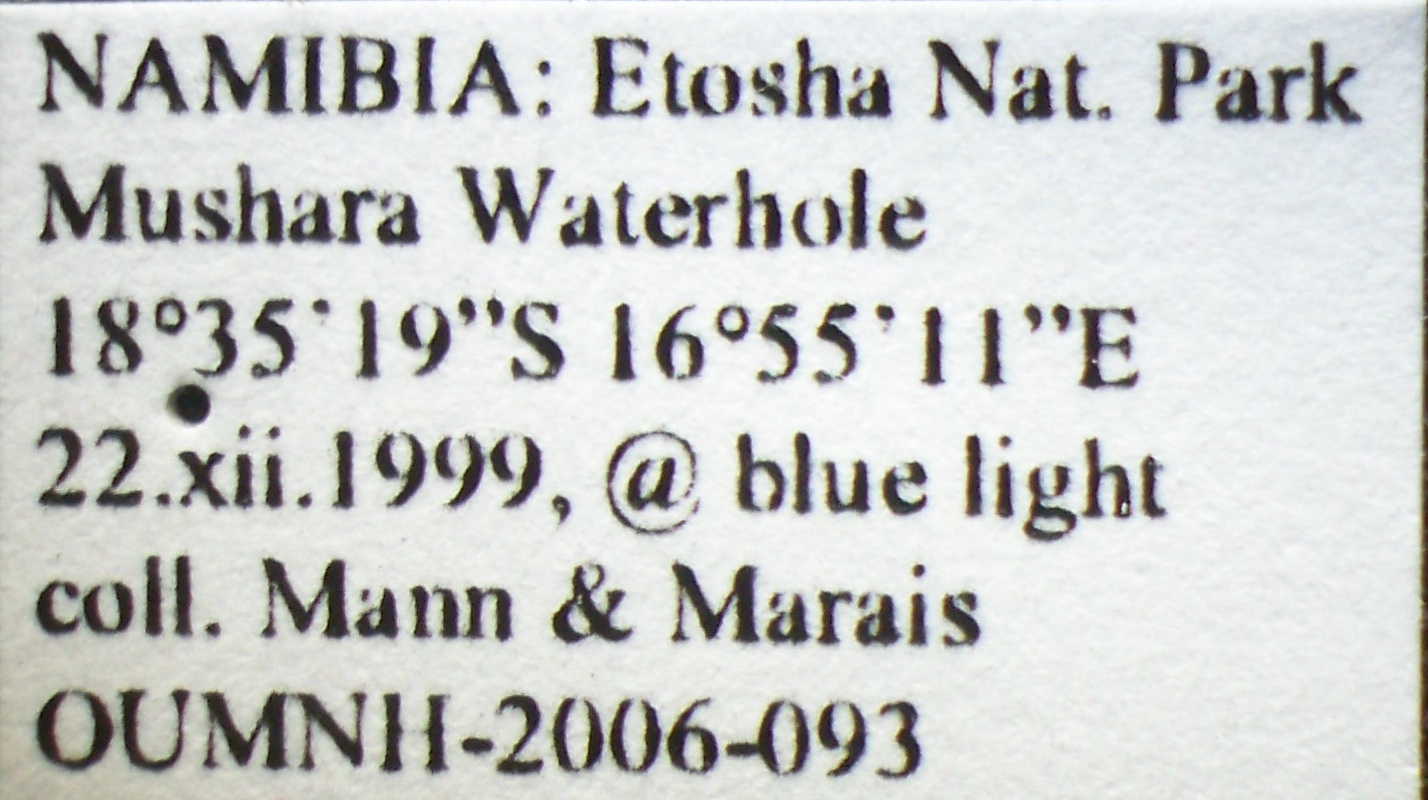 NAMIBIA: Etosha Nat. Park
Mushara Waterhole
18°35'19”S 16°55'11”E
22.xii.1999, @ blue light
coll. Mann & Marais
OUMNH-2006-093